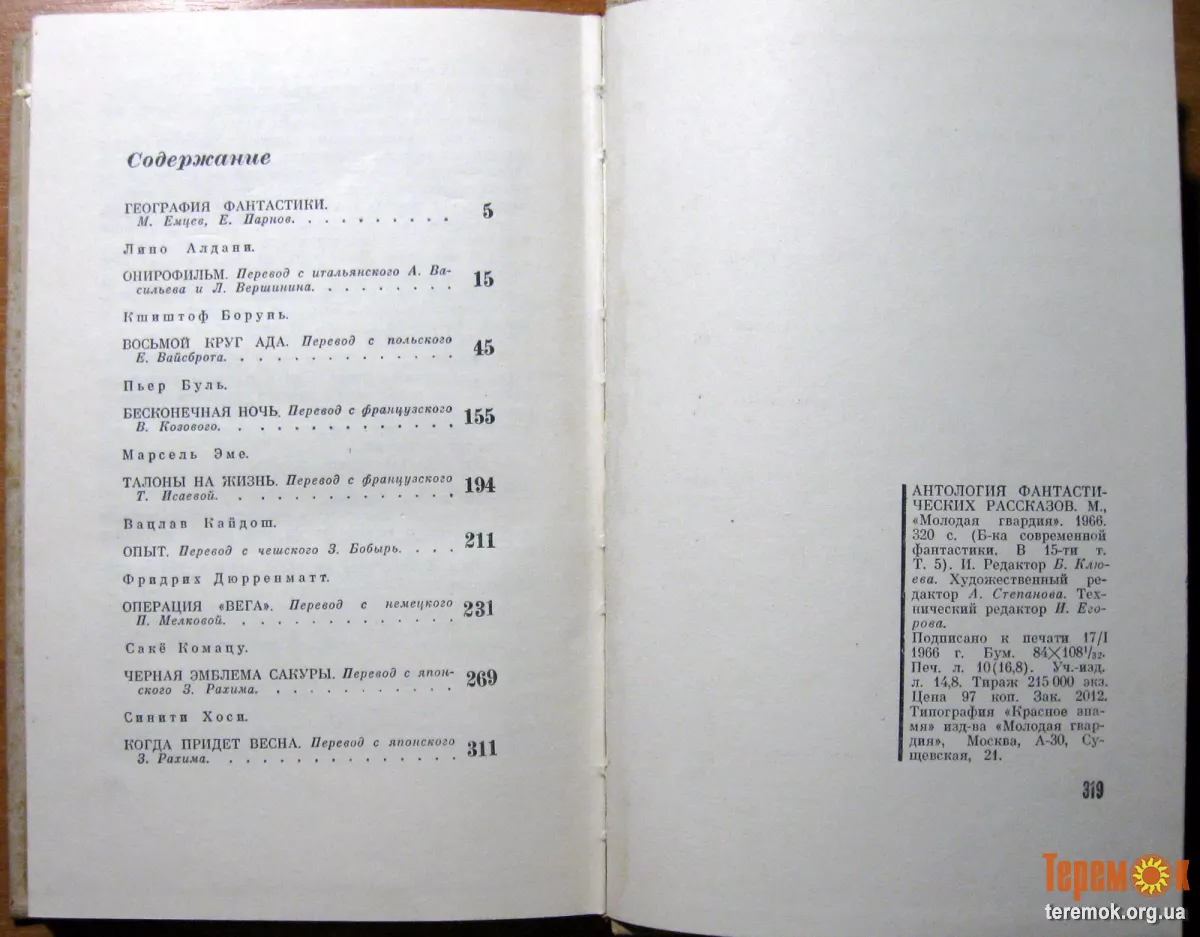 Содержание
ГЕОГРАФИЯ ФАНТАСТИКИ.
М. Емцев, Е. Парнов. . . . . . . . . . 5
Лино Алдани.
ОНИРОФИЛЬМ. Перевод с итальянского А. Ва-
сильева и Л. Вершинина. . . . . . . . . 15
Кшиштоф Борунь.
ВОСЬМОЙ КРУГ АДА. Перевод с польского
Е. Вайсброта. . . . . . . . . . . . . . 45
Пьер Буль.
БЕСКОНЕЧНАЯ НОЧЬ. Перевод с французского
В. Козового. . . . . . . . . . . . . . 155
Марсель Эме.
ТАЛОНЫ НА ЖИЗНЬ. Перевод с французского
Т. Исаевой. . . . . . . . . . . . . . 194
Вацлав Кайдош.
ОПЫТ. Перевод с чешского З. Бобырь. . . . 211
Фридрих Дюрренматт.
ОПЕРАЦИЯ «ВЕГА». Перевод с немецкого
П. Мелковой. . . . . . . . . . . . . . 231
Сакё Комацу.
ЧЕРНАЯ ЭМБЛЕМА САКУРЫ. Перевод с япон-
ского З. Рахима. . . . . . . . . . . . 269
Синити Хоси.
КОГДА ПРИДЕТ ВЕСНА. Перевод с японского
З. Рахима. . . . . . . . . . . . . . . 311
АНТОЛОГИЯ ФАНТАСТИ-
ЧЕСКИХ РАССКАЗОВ. М.,
«Молодая гвардия». 1966.
320 с. (Б-ка современной
фантастики. В 15-ти т.
Т. 5). И. Редактор Б. Клю-
ева. Художественный ре-
дактор А. Степанова. Тех-
нический редактор И. Его-
рова.
Подписано к печати 17/I
1966 г. Бум. 84×108¹/₃₂.
Печ. л. 10(16,8). Уч.-изд.
л. 14,8. Тираж 215 000 экз.
Цена 97 коп. Зак. 2012.
Типография «Красное зна-
мя» изд-ва «Молодая гвар-
дия», Москва, А-30, Су-
щевская, 21.
319
Теремок
teremok.org.ua